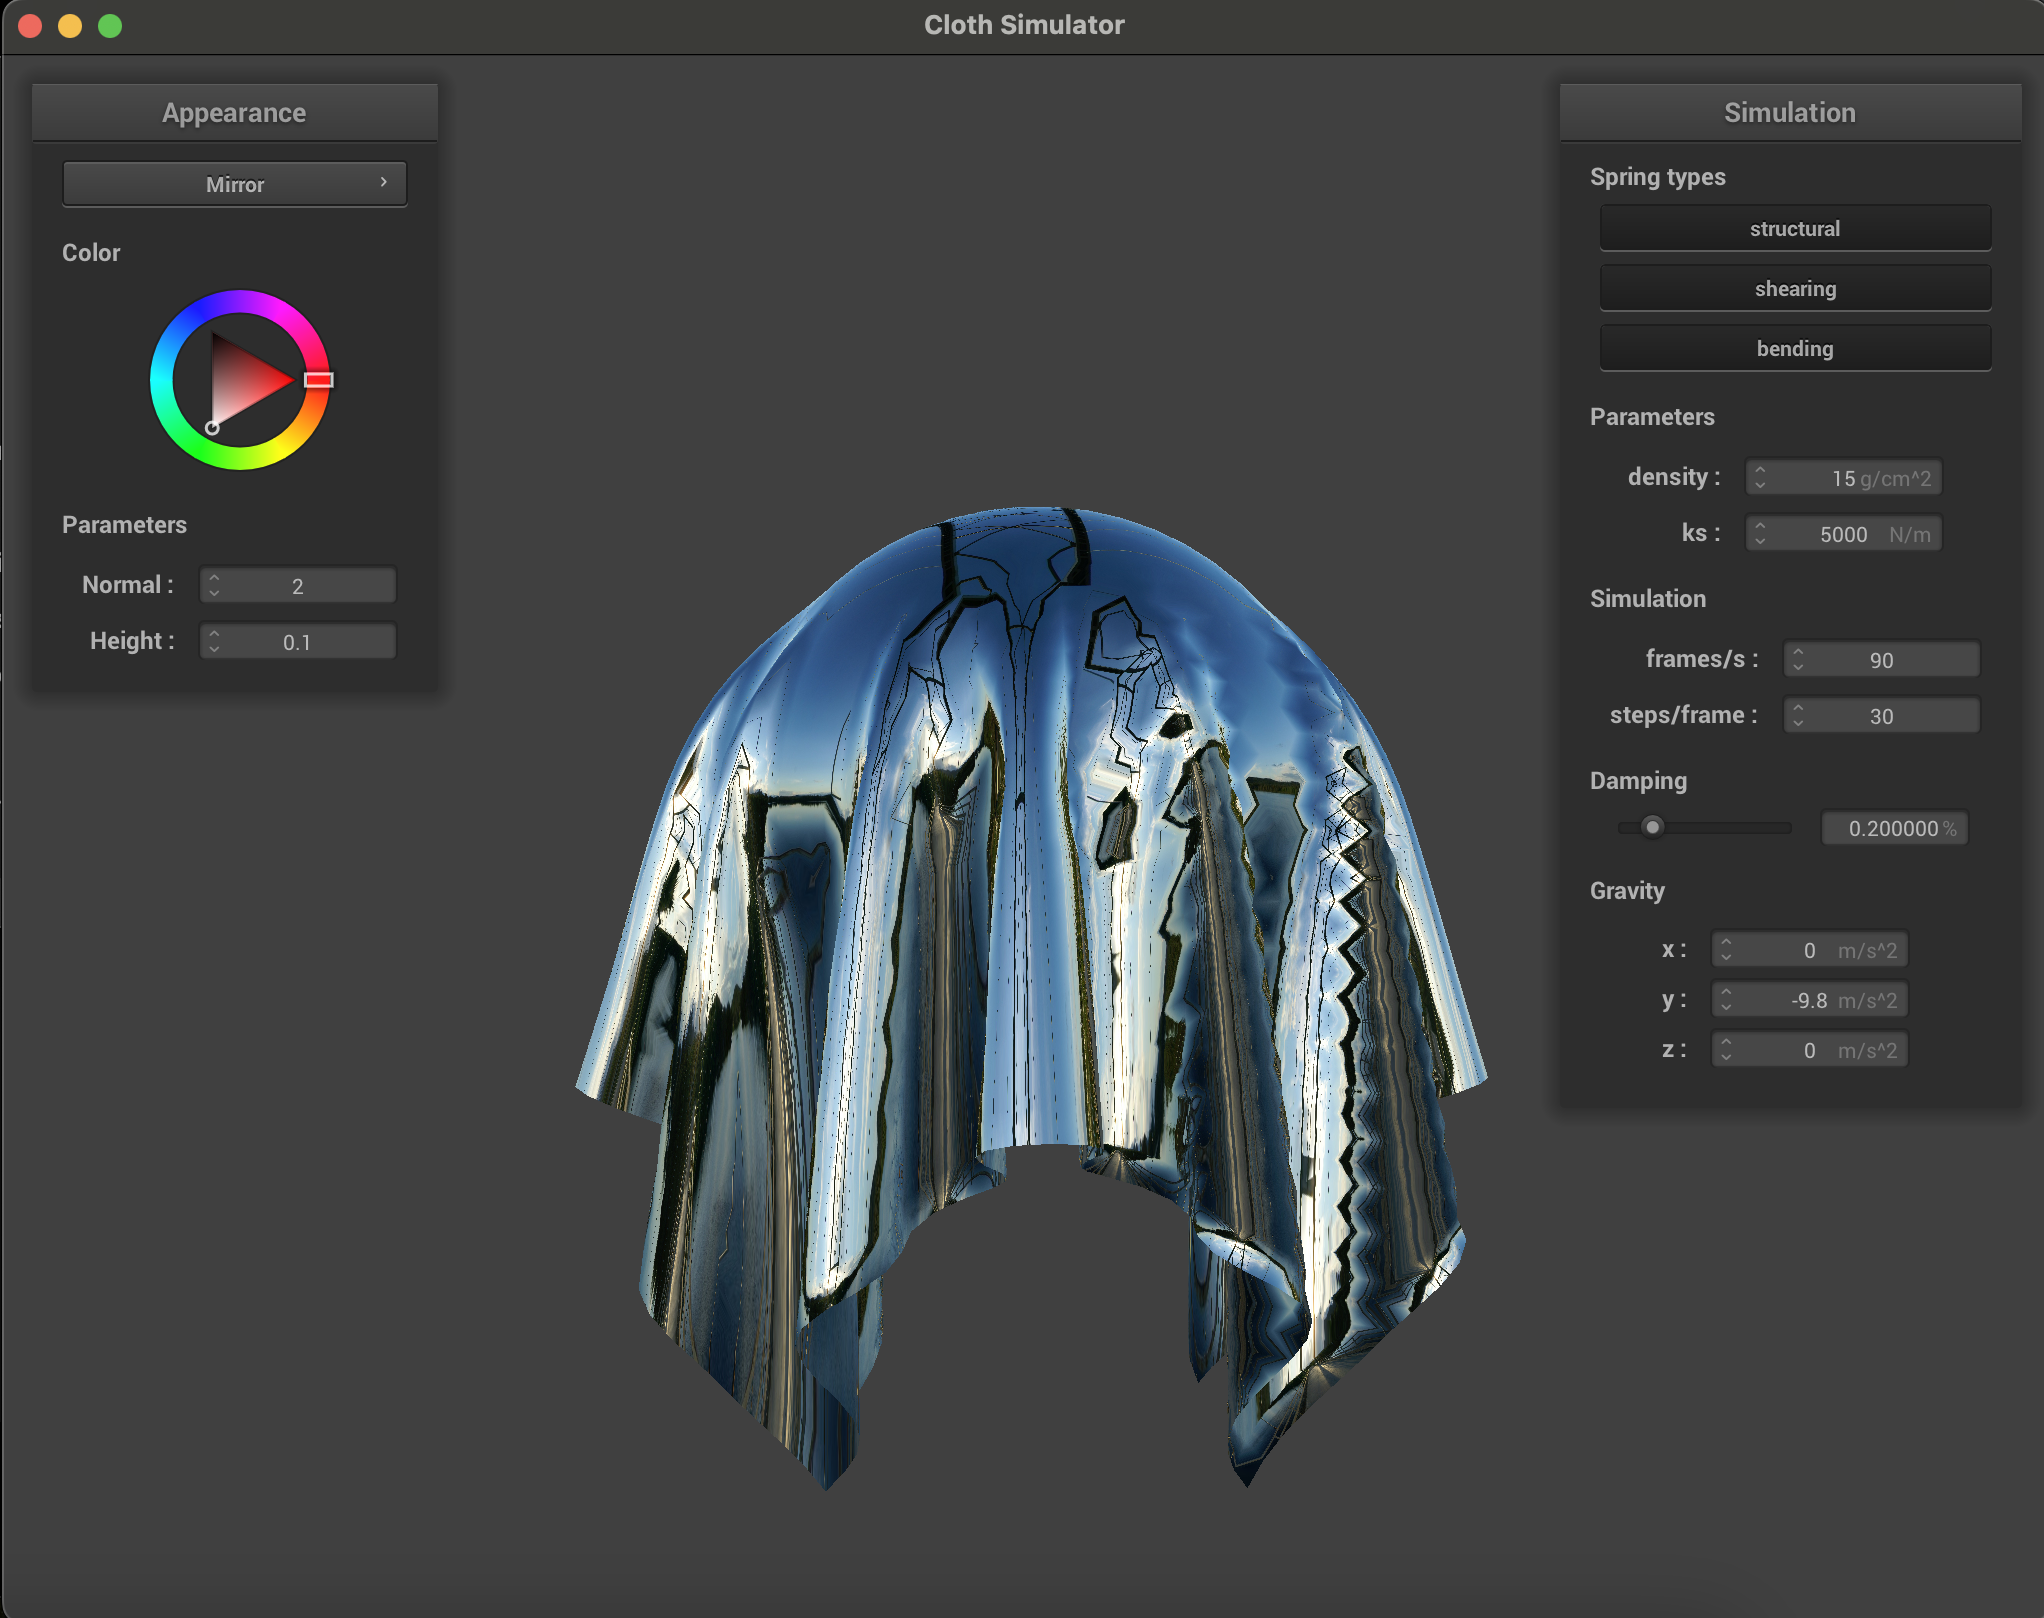 Cloth Simulator
Appearance
Mirror
Color
Parameters
Normal : 2
Height : 0.1
Simulation
Spring types
structural
shearing
bending
Parameters
density : 15 g/cm^2
ks : 5000 N/m
Simulation
frames/s : 90
steps/frame : 30
Damping
0.200000 %
Gravity
x : 0 m/s^2
y : -9.8 m/s^2
z : 0 m/s^2